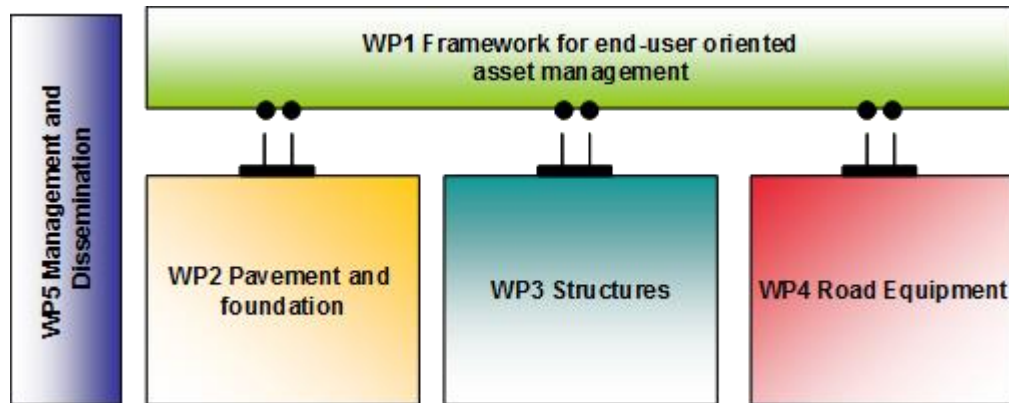 WP5 Management and
Dissemination
WP1 Framework for end-user oriented
asset management
WP2 Pavement and
foundation
WP3 Structures
WP4 Road Equipment